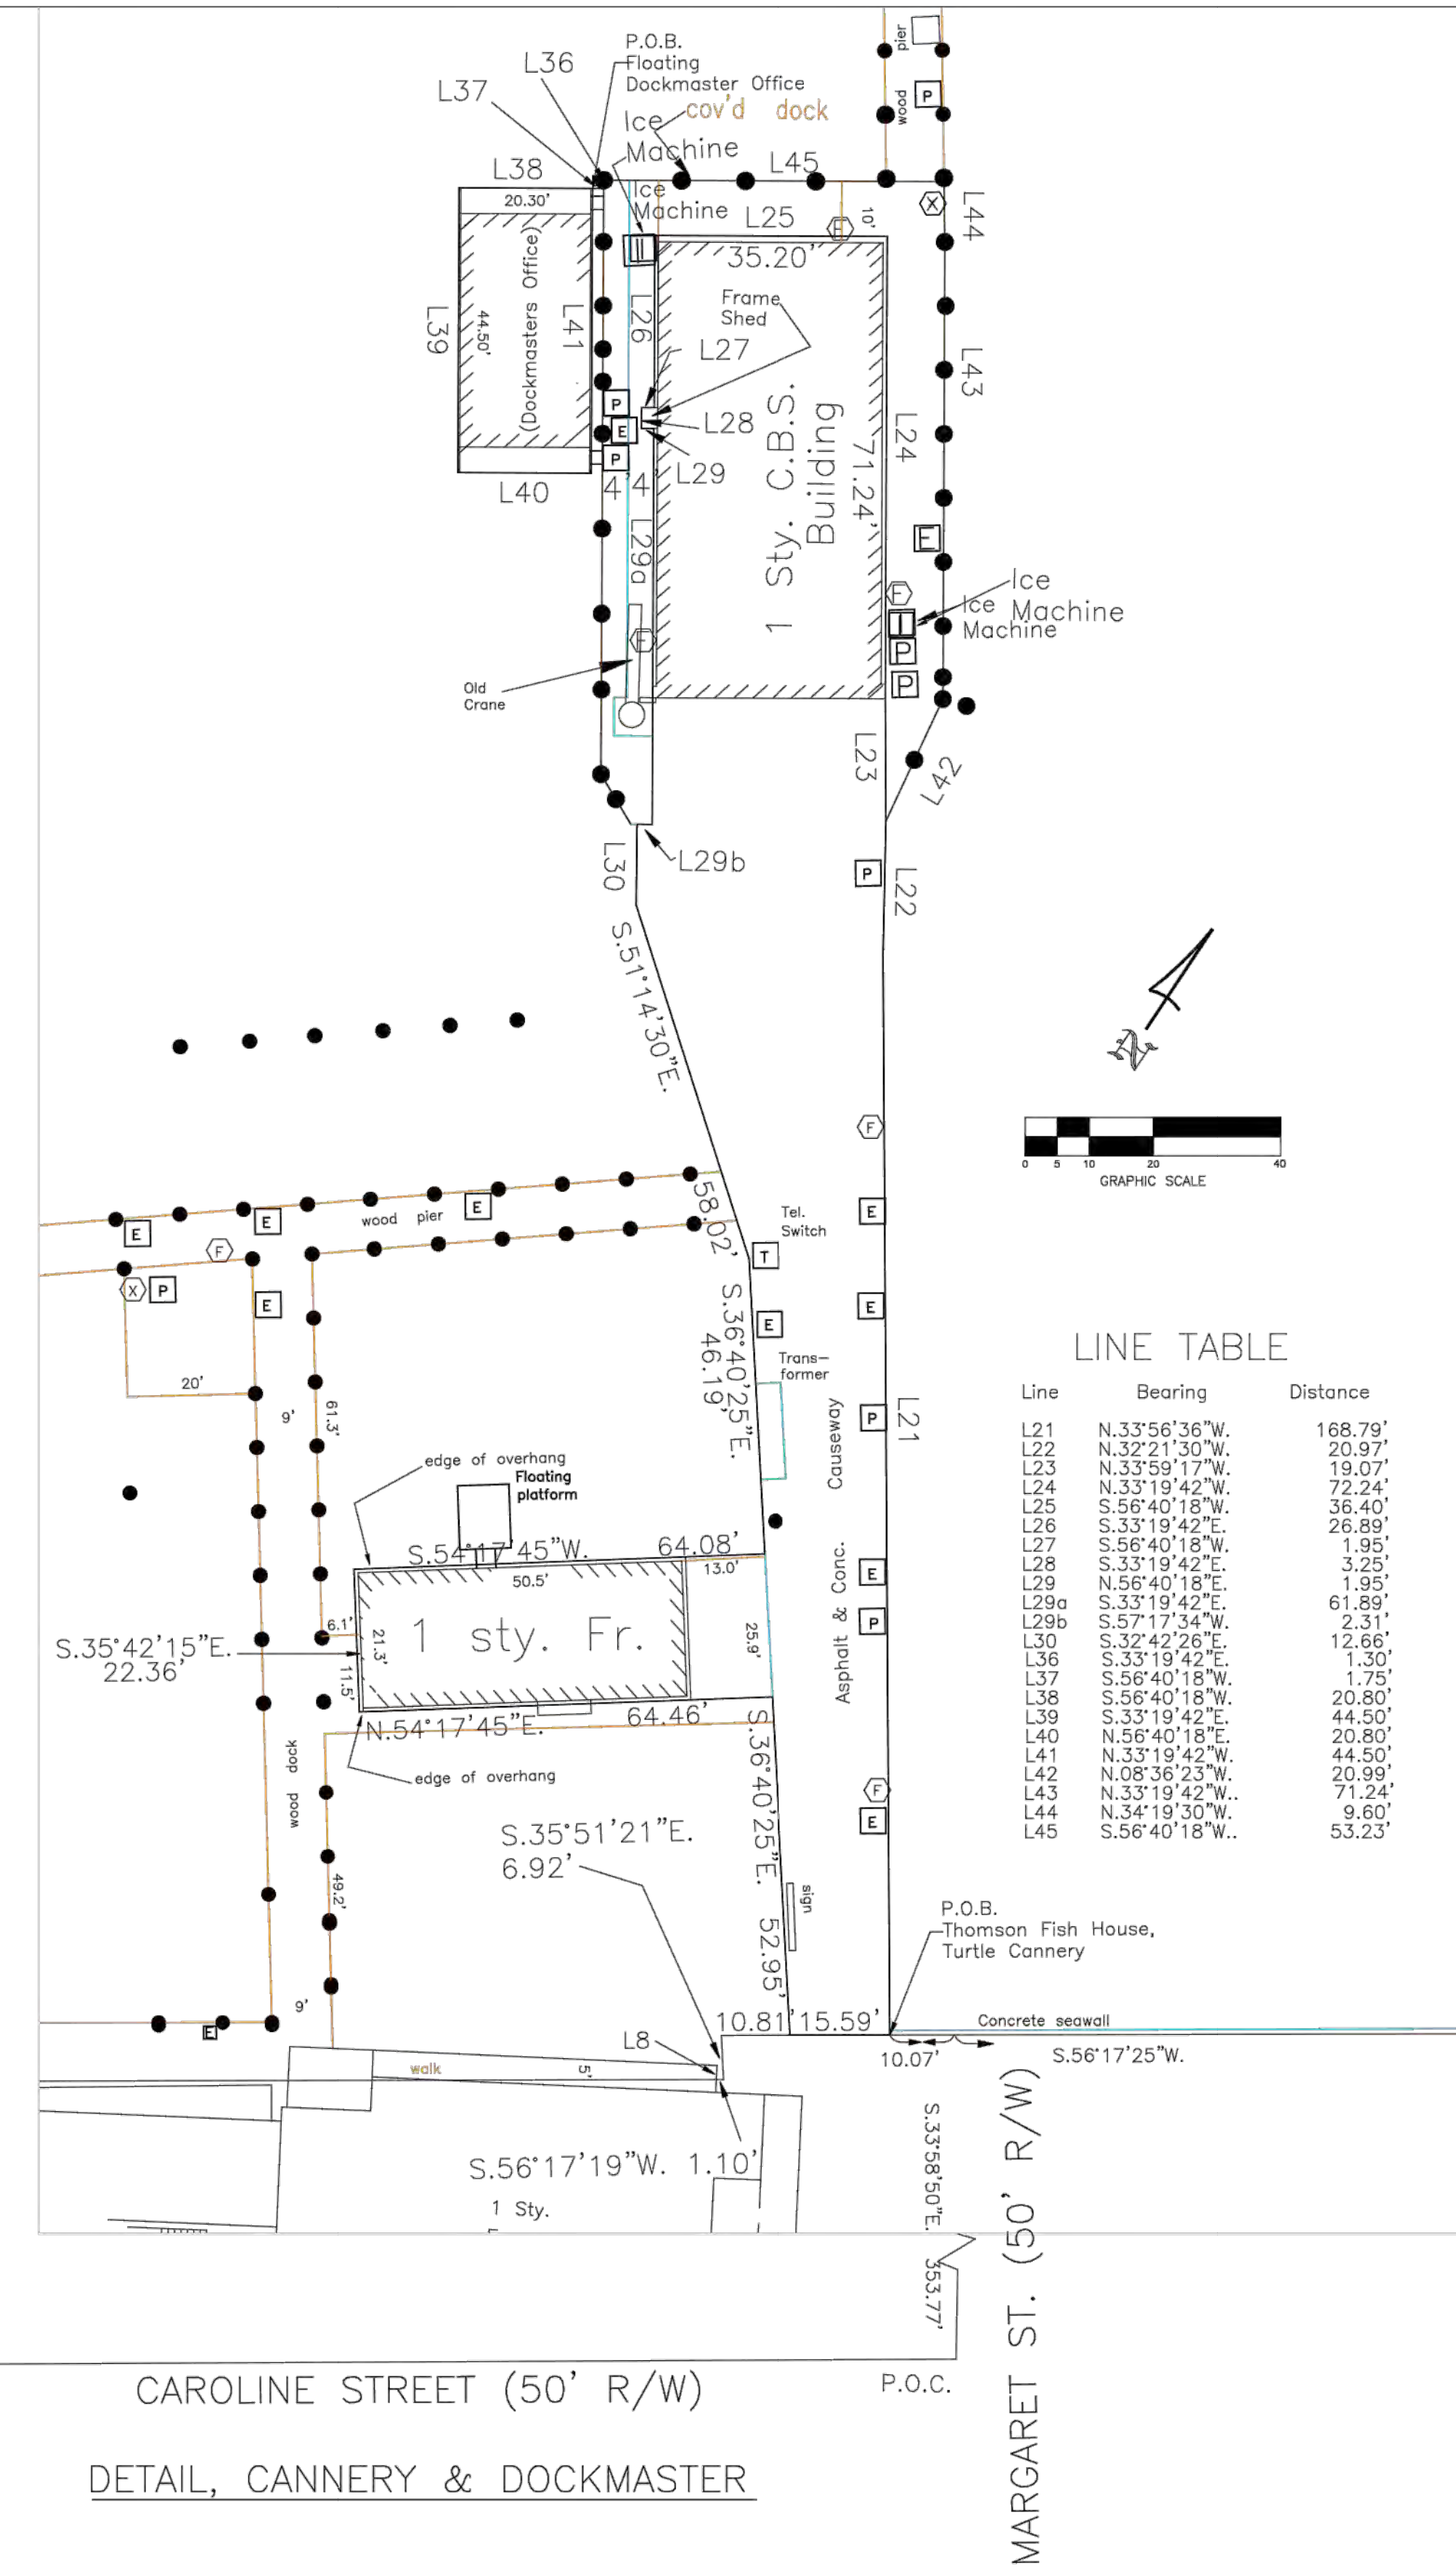 P.O.B.
Floating
Dockmaster Office
L36
L37
cov'd dock
Ice
Machine
L38
L45
wood pier
P
20.30'
Ice
Machine
L25
10'
X
L44
F
35.20'
(Dockmasters Office)
L39
44.50'
L41
L26
Frame
Shed
L27
L28
L29
P
E
P
L40
4'
4'
L29a
1 Sty. C.B.S.
Building
71.24'
L24
L43
E
F
Ice
Machine
Ice
Machine
P
P
F
Old
Crane
L23
L42
L30
L29b
P
L22
S.51°14'30"E.
58.02'
N
0 5 10 20 40
GRAPHIC SCALE
F
E
wood pier
E
E
E
F
X
P
E
Tel.
Switch
T
E
E
S.36°40'25"E.
46.19'
Trans-
former
20'
9'
61.3'
P
L21
Asphalt & Conc. Causeway
edge of overhang
Floating
platform
S.54°17'45"W. 64.08'
50.5'
13.0'
E
P
6.1'
21.3'
1 sty. Fr.
25.9'
S.35°42'15"E.
22.36'
11.5'
N.54°17'45"E. 64.46'
edge of overhang
wood dock
S.36°40'25"E. 52.95'
F
E
S.35°51'21"E.
6.92'
49.2'
sign
LINE TABLE
Line Bearing Distance
L21 N.33°56'36"W. 168.79'
L22 N.32°21'30"W. 20.97'
L23 N.33°59'17"W. 19.07'
L24 N.33°19'42"W. 72.24'
L25 S.56°40'18"W. 36.40'
L26 S.33°19'42"E. 26.89'
L27 S.56°40'18"W. 1.95'
L28 S.33°19'42"E. 3.25'
L29 N.56°40'18"E. 1.95'
L29a S.33°19'42"E. 61.89'
L29b S.57°17'34"W. 2.31'
L30 S.32°42'26"E. 12.66'
L36 S.33°19'42"E. 1.30'
L37 S.56°40'18"W. 1.75'
L38 S.56°40'18"W. 20.80'
L39 S.33°19'42"E. 44.50'
L40 N.56°40'18"E. 20.80'
L41 N.33°19'42"W. 44.50'
L42 N.08°36'23"W. 20.99'
L43 N.33°19'42"W.. 71.24'
L44 N.34°19'30"W. 9.60'
L45 S.56°40'18"W.. 53.23'
P.O.B.
Thomson Fish House,
Turtle Cannery
9'
E
10.81'
15.59'
Concrete seawall
L8
10.07'
S.56°17'25"W.
walk
5'
S.56°17'19"W. 1.10'
1 Sty.
S.33°58'50"E. 353.77'
MARGARET ST. (50' R/W)
P.O.C.
CAROLINE STREET (50' R/W)
DETAIL, CANNERY & DOCKMASTER